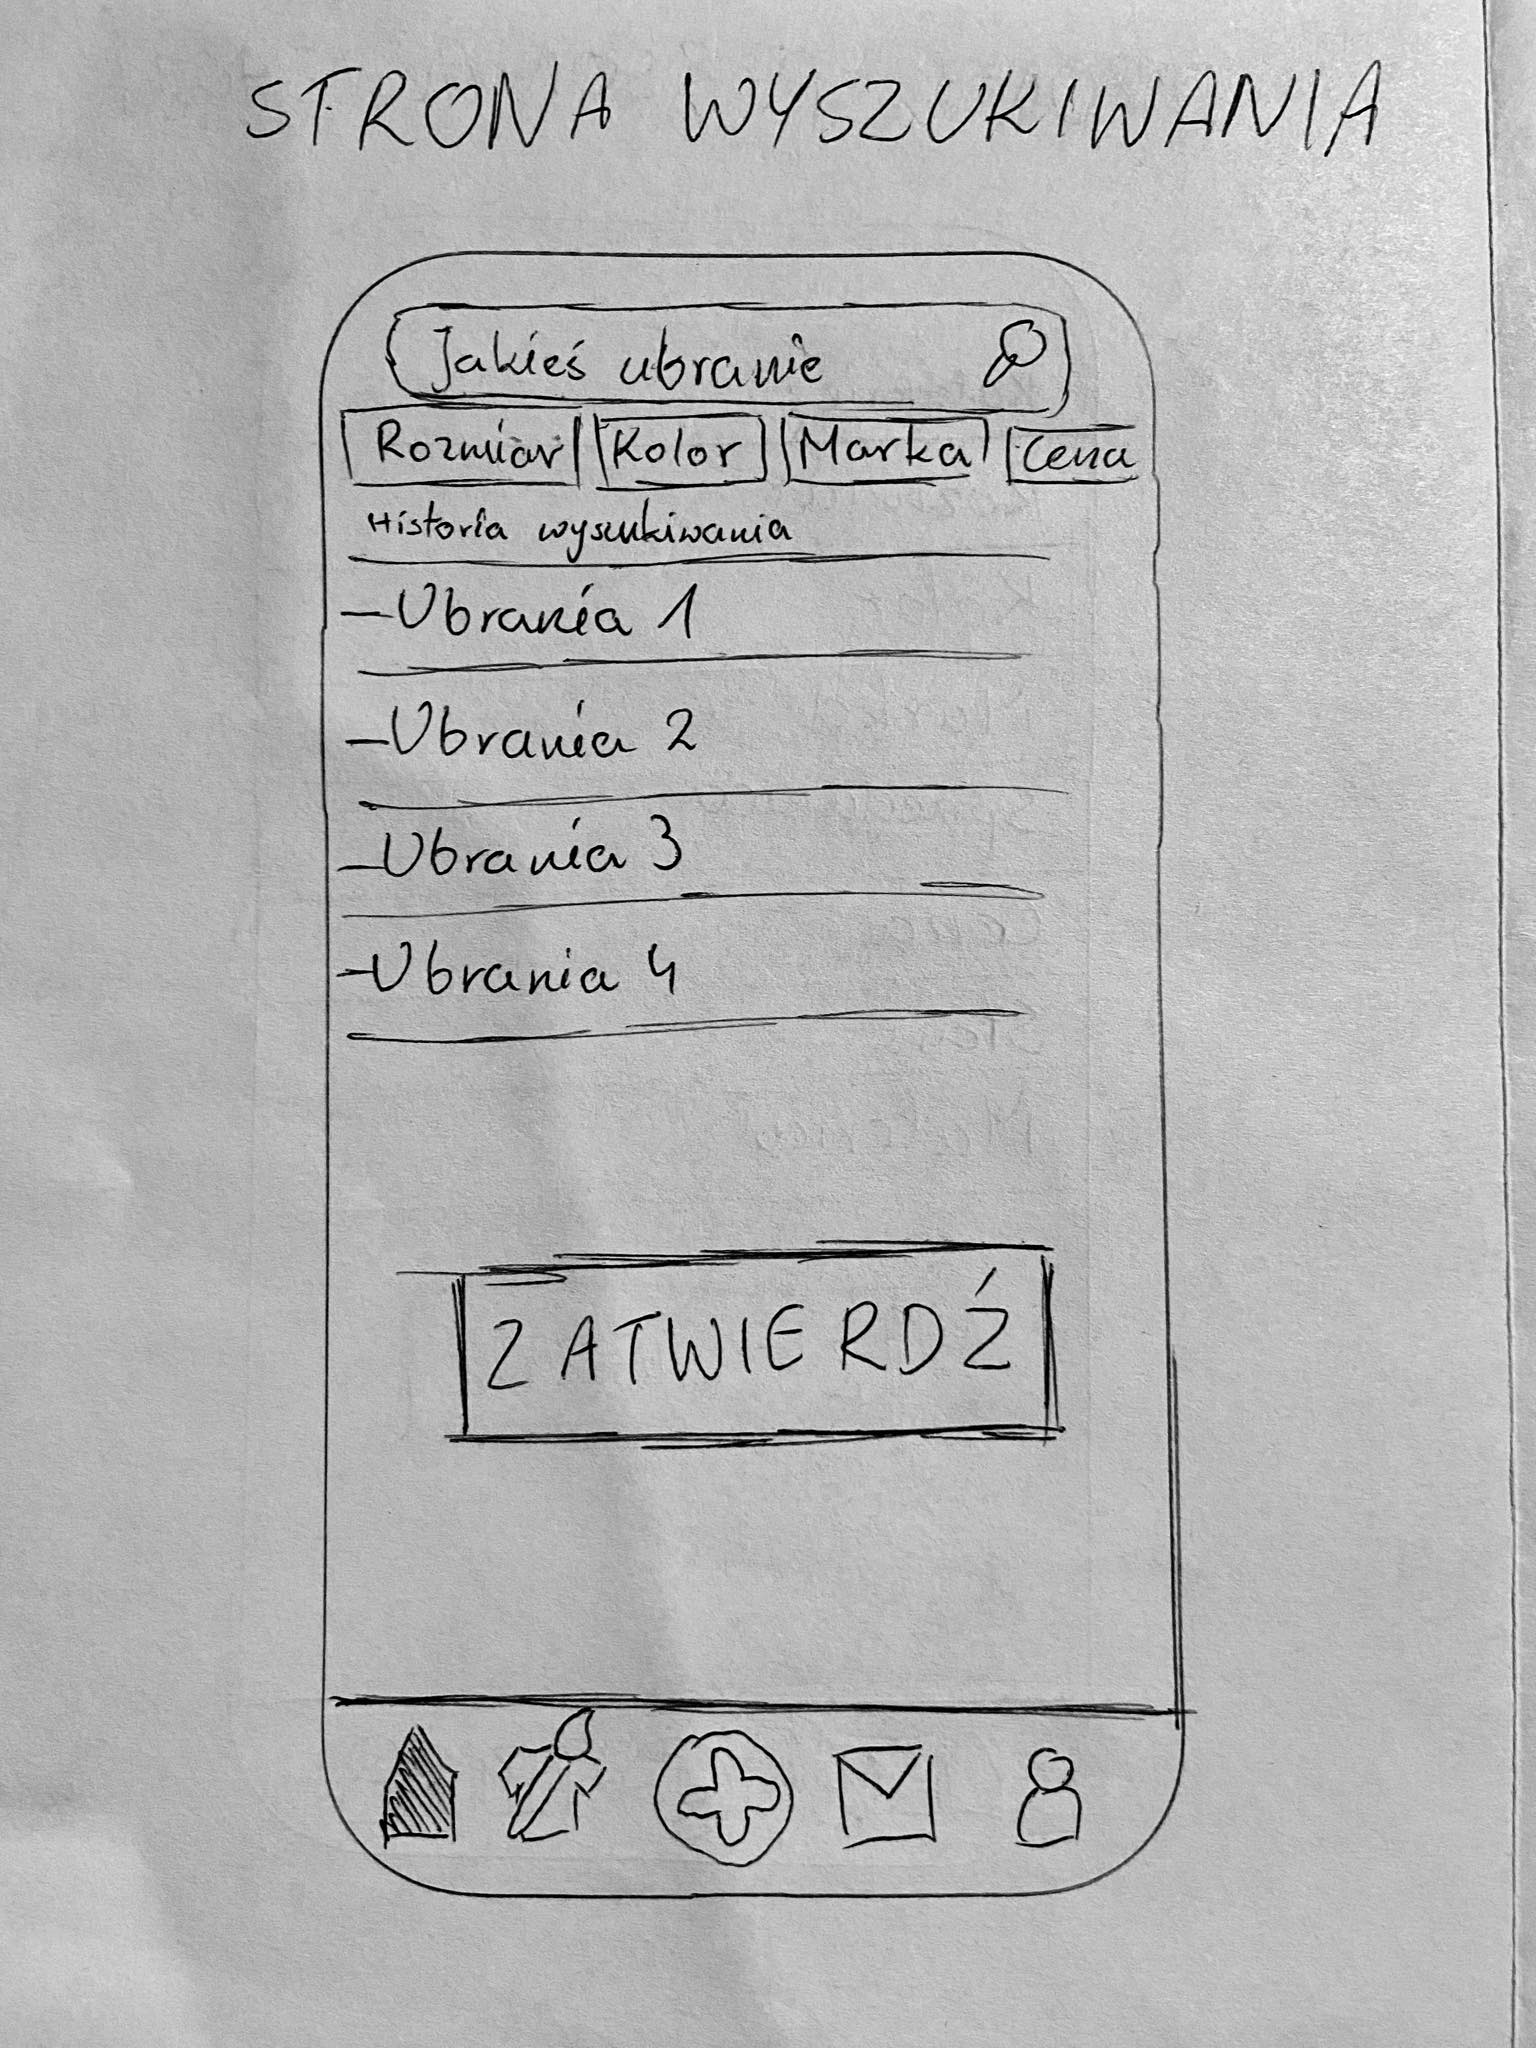 STRONA WYSZUKIWANIA
Jakieś ubranie
Rozmiar Kolor Marka Cena
Historia wyszukiwania
-Ubrania 1
-Ubrania 2
-Ubrania 3
-Ubrania 4
ZATWIERDŹ